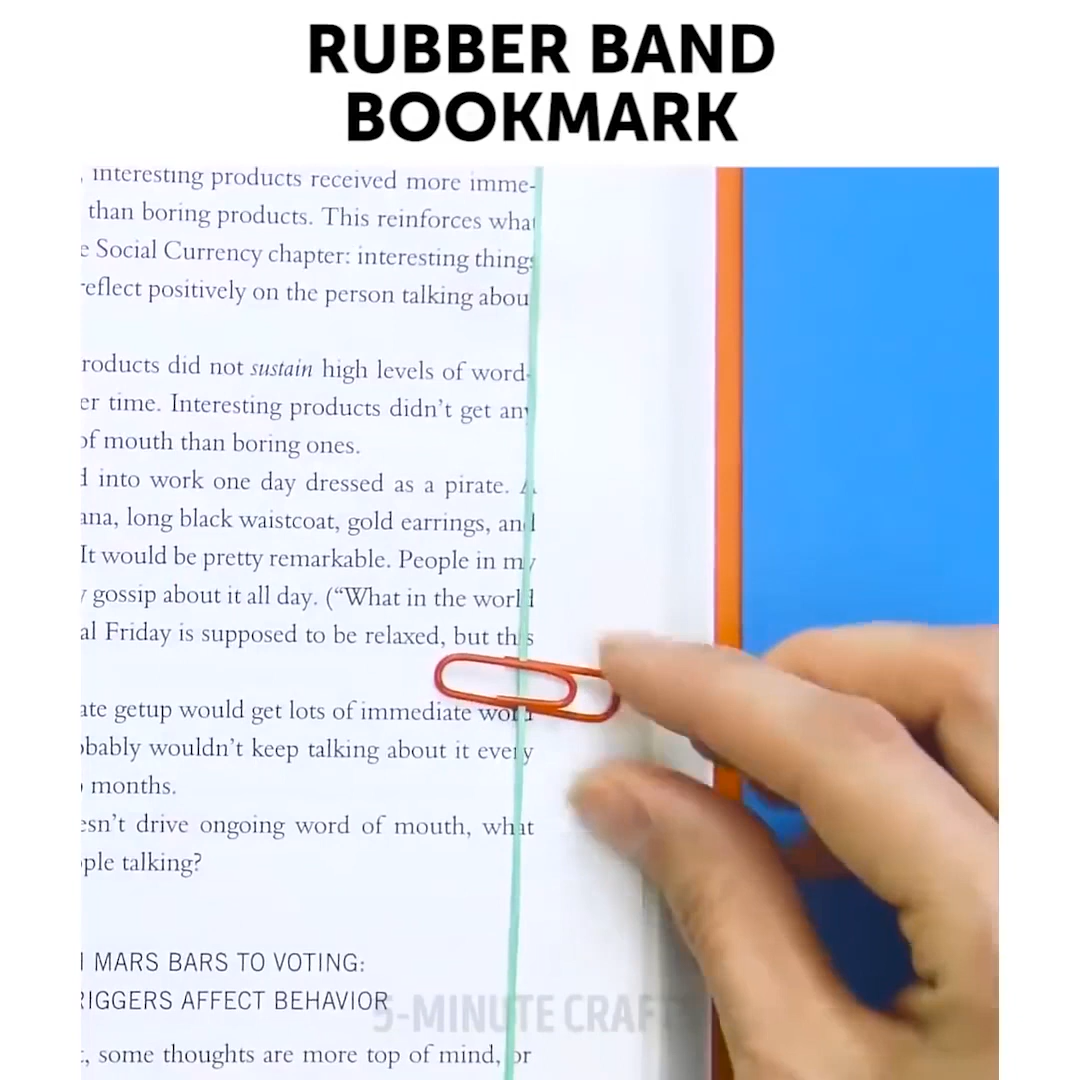 RUBBER BAND
BOOKMARK
interesting products received more imme-
than boring products. This reinforces what
Social Currency chapter: interesting things
reflect positively on the person talking abou
roducts did not sustain high levels of word-
er time. Interesting products didn't get any
of mouth than boring ones.
into work one day dressed as a pirate. A
ana, long black waistcoat, gold earrings, and
It would be pretty remarkable. People in my
gossip about it all day. (“What in the world
al Friday is supposed to be relaxed, but this
ate getup would get lots of immediate word
obably wouldn't keep talking about it every
months.
esn't drive ongoing word of mouth, what
ple talking?
MARS BARS TO VOTING:
RIGGERS AFFECT BEHAVIOR
5-MINUTE CRAFT
, some thoughts are more top of mind, or